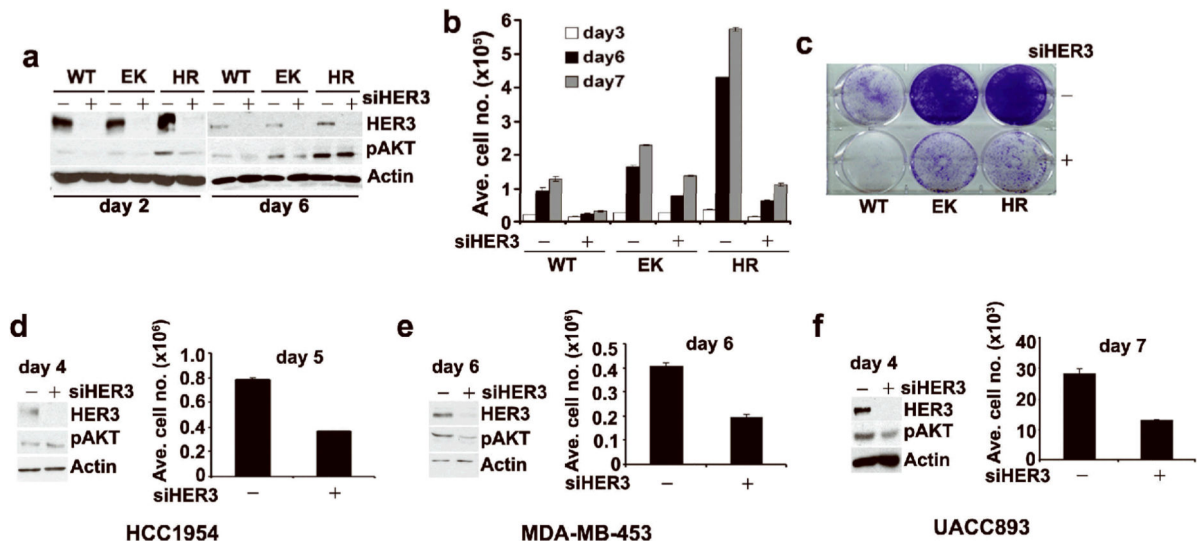 a
WT EK HR WT EK HR
– + – + – + – + – + – + siHER3
HER3
pAKT
Actin
day 2 day 6
b
Ave. cell no. (x10⁵)
6
5
4
3
2
1
0
day3
day6
day7
siHER3 – + – + – +
WT EK HR
c
siHER3
–
+
WT EK HR
d
day 4
– + siHER3
HER3
pAKT
Actin
Ave. cell no. (x10⁶)
day 5
1.0
0.8
0.6
0.4
0.2
0
siHER3 – +
HCC1954
e
day 6
– + siHER3
HER3
pAKT
Actin
Ave. cell no. (x10⁶)
day 6
0.5
0.4
0.3
0.2
0.2
0
siHER3 – +
MDA-MB-453
f
day 4
– + siHER3
HER3
pAKT
Actin
Ave. cell no. (x10³)
day 7
40
30
20
10
0
siHER3 – +
UACC893